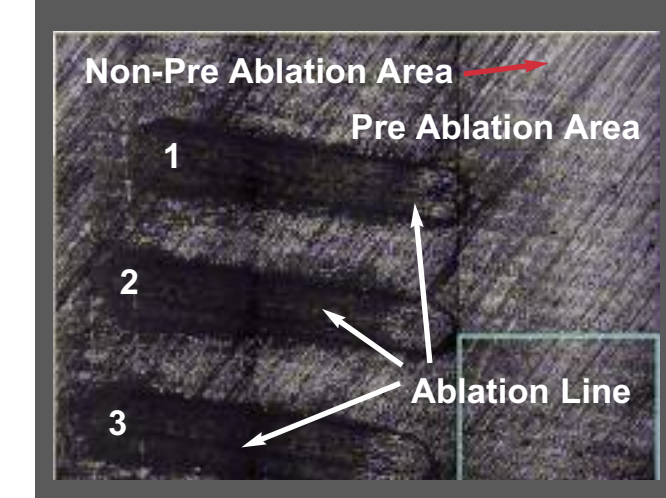 Non-Pre Ablation Area
Pre Ablation Area
1
2
Ablation Line
3